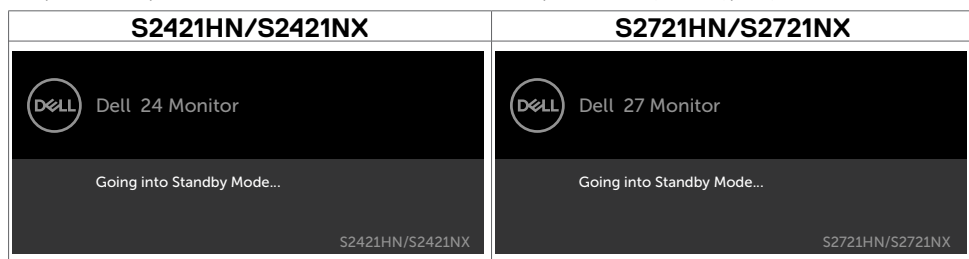 S2421HN/S2421NX
S2721HN/S2721NX
DELL
Dell 24 Monitor
Going into Standby Mode...
S2421HN/S2421NX
DELL
Dell 27 Monitor
Going into Standby Mode...
S2721HN/S2721NX